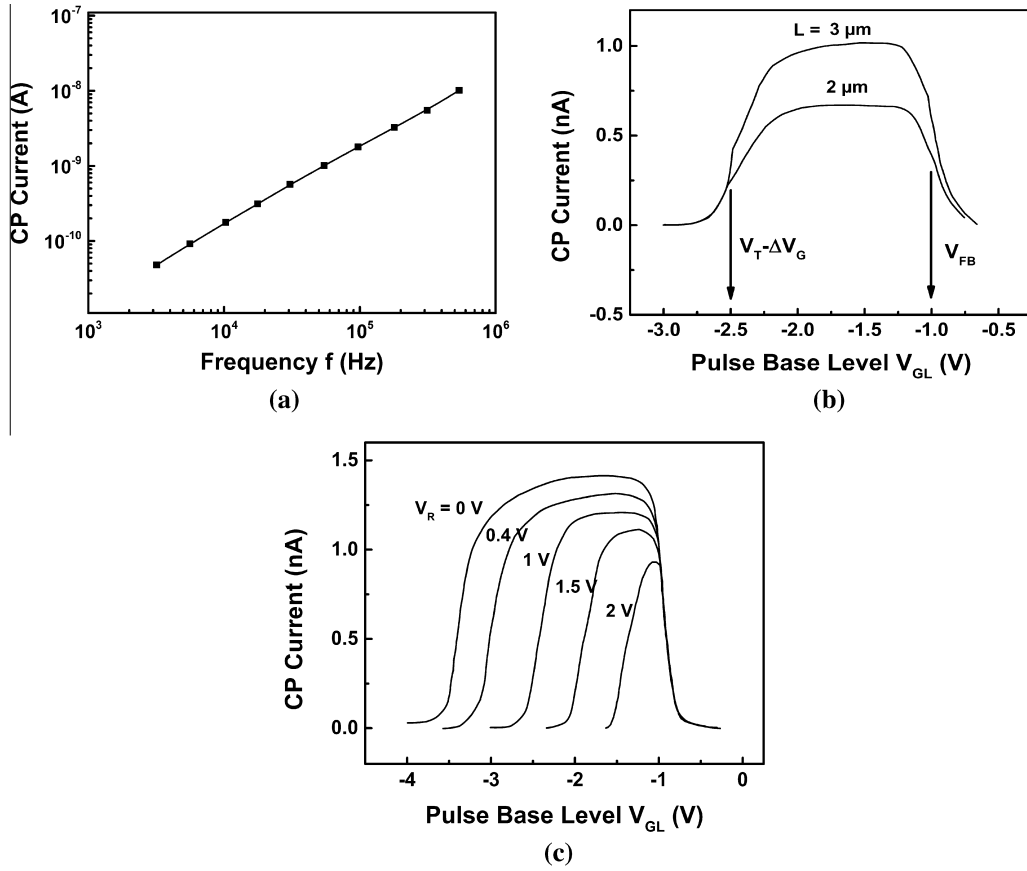 10^-7
10^-8
10^-9
10^-10
CP Current (A)
10^3 10^4 10^5 10^6
Frequency f (Hz)
(a)
1.0
0.5
0.0
-0.5
CP Current (nA)
L = 3 μm
2 μm
V_T-ΔV_G
V_FB
-3.0 -2.5 -2.0 -1.5 -1.0 -0.5
Pulse Base Level V_GL (V)
(b)
1.5
1.0
0.5
0.0
CP Current (nA)
V_R = 0 V
0.4 V
1 V
1.5 V
2 V
-4 -3 -2 -1 0
Pulse Base Level V_GL (V)
(c)